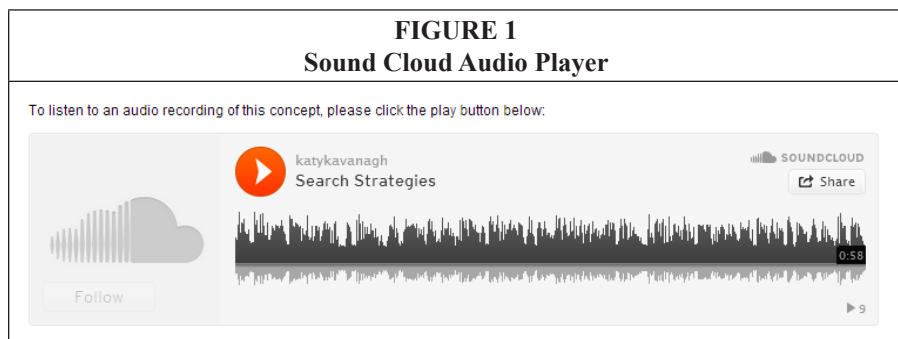 FIGURE 1
Sound Cloud Audio Player
To listen to an audio recording of this concept, please click the play button below:
katykavanagh
SOUNDCLOUD
Search Strategies
Share
0:58
Follow
9